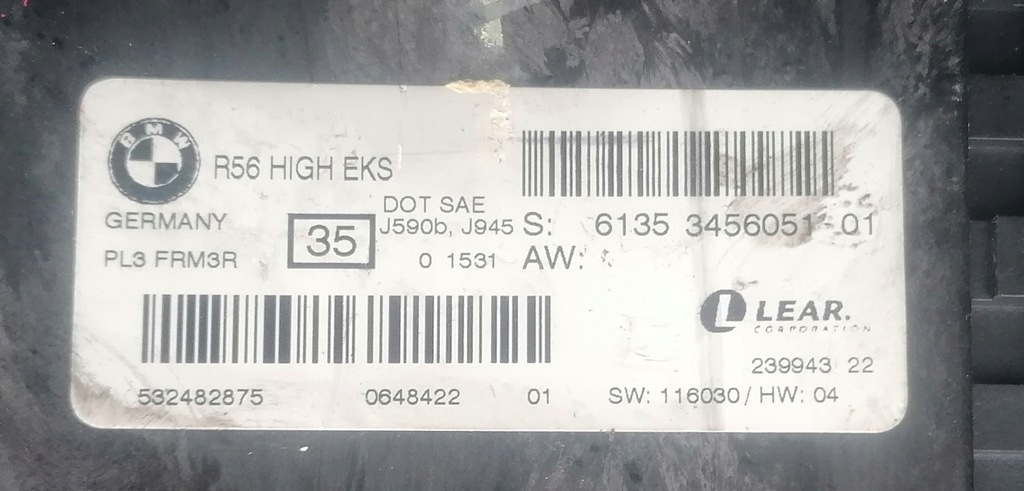 BMW
R56 HIGH EKS
GERMANY
PL3 FRM3R
35
DOT SAE
J590b, J945
0 1531
S: 6135 3456051-01
AW:
LEAR.
CORPORATION
239943 22
532482875 0648422 01
SW: 116030 / HW: 04